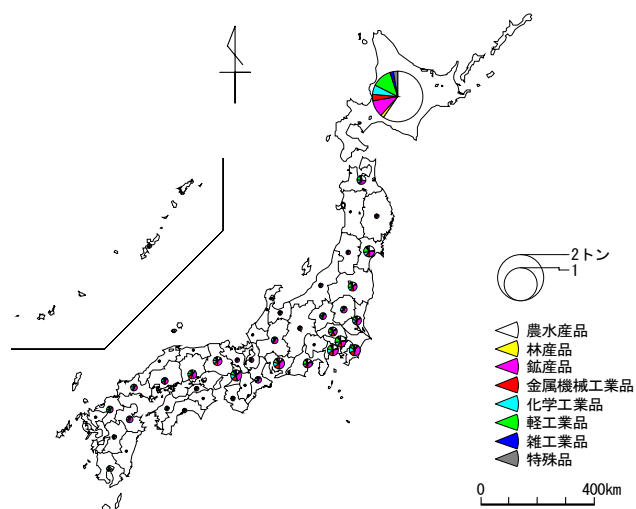 2トン
1
農水産品
林産品
鉱産品
金属機械工業品
化学工業品
軽工業品
雑工業品
特殊品
0 400km